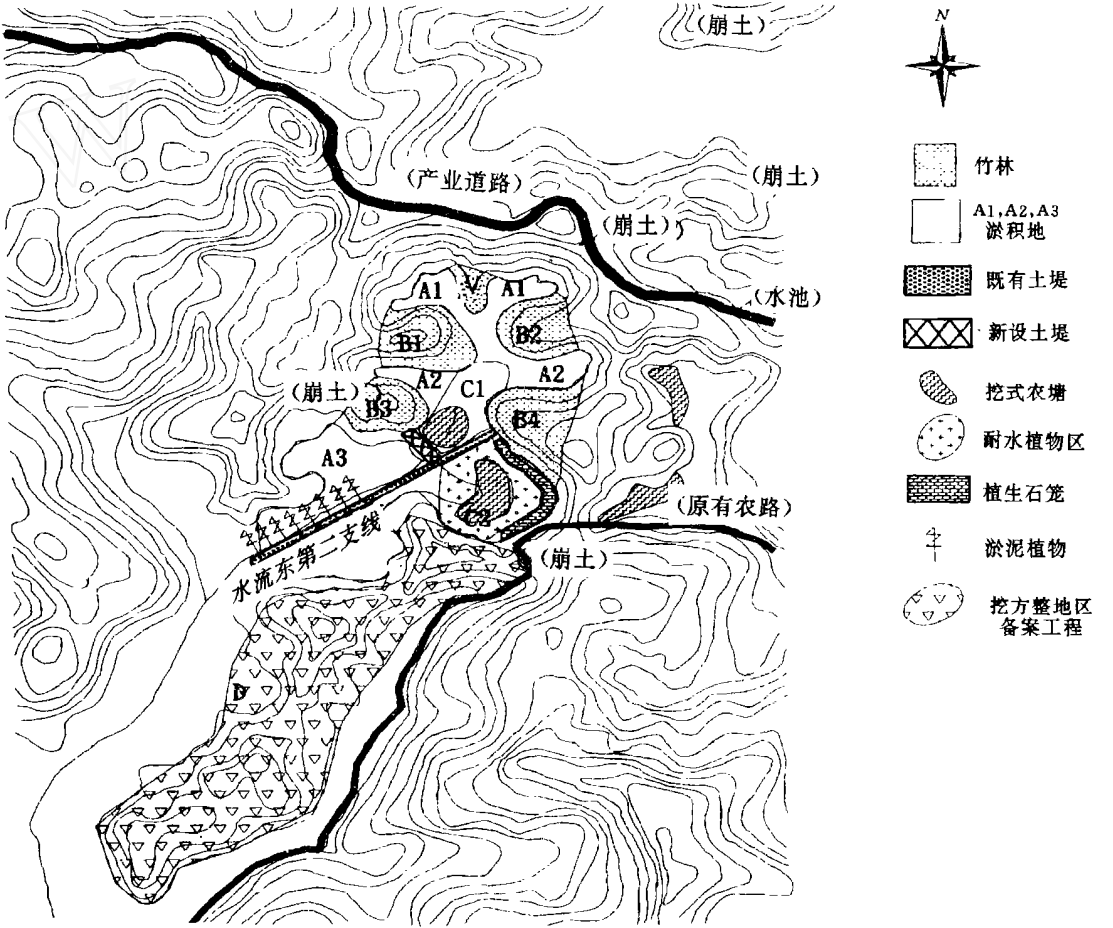 (崩土)
N
竹林
(产业道路)
(崩土)
A1,A2,A3
淤积地
(崩土))
既有土堤
A1
V
A1
(水池)
新设土堤
B1
B2
A2
A2
(崩土)
C1
挖式农塘
B3
B4
耐水植物区
A3
植生石笼
(原有农路)
C2
水流东第二支线
(崩土)
淤泥植物
挖方整地区
备案工程
D